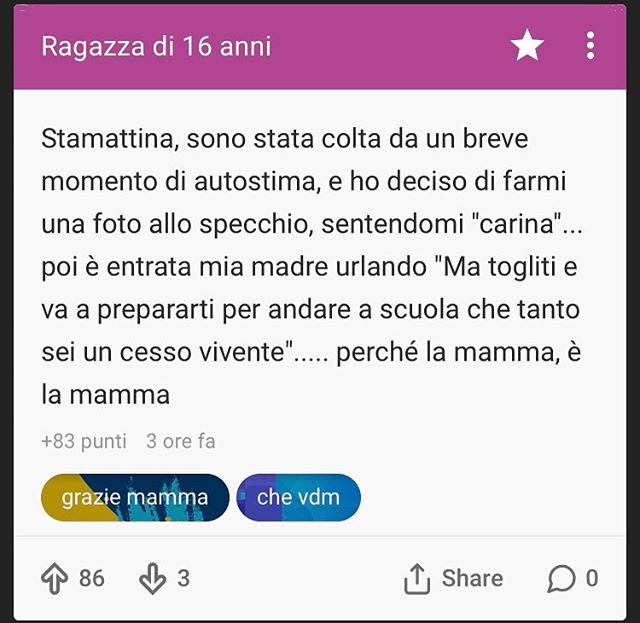 Ragazza di 16 anni
Stamattina, sono stata colta da un breve
momento di autostima, e ho deciso di farmi
una foto allo specchio, sentendomi "carina"...
poi è entrata mia madre urlando "Ma togliti e
va a prepararti per andare a scuola che tanto
sei un cesso vivente"..... perché la mamma, è
la mamma
+83 punti 3 ore fa
grazie mamma che vdm
86 3 Share 0